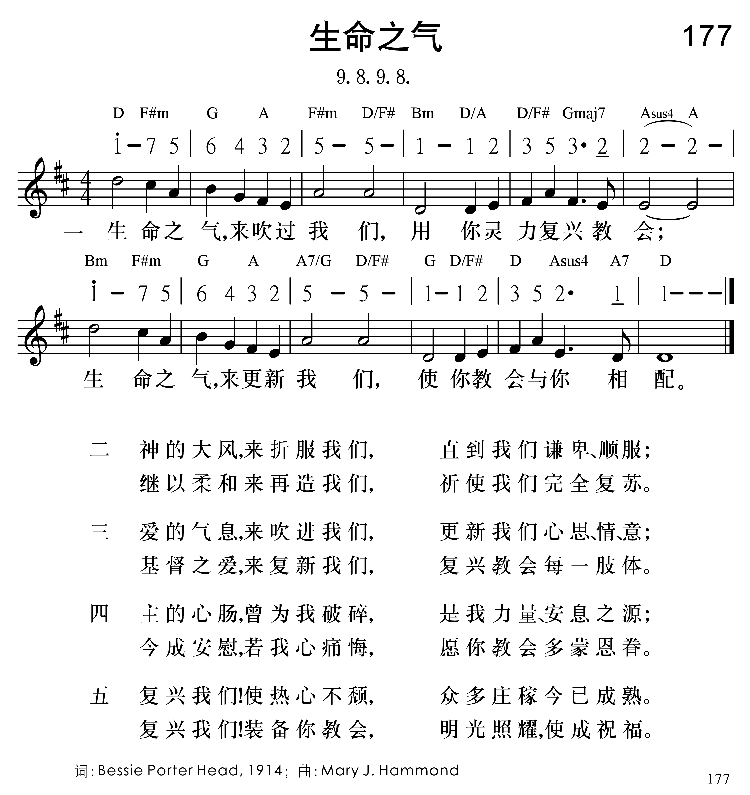 生命之气 177
9.8.9.8.
D F#m G A F#m D/F# Bm D/A D/F# Gmaj7 Asus4 A
i - 7 5 | 6 4 3 2 | 5 - 5 - | 1 - 1 2 | 3 5 3· 2 | 2 - 2 - |
4 4
一 生 命之 气,来吹过 我 们, 用 你灵 力复兴教 会;
Bm F#m G A A7/G D/F# G D/F# D Asus4 A7 D
i - 7 5 | 6 4 3 2 | 5 - 5 - | 1 - 1 2 | 3 5 2· 1 | 1 - - - ‖
生 命之 气,来更新 我 们, 使 你教 会与你 相 配。
二 神的大风,来折服我们, 直到我们谦卑、顺服;
继以柔和来再造我们, 祈使我们完全复苏。
三 爱的气息,来吹进我们, 更新我们心思、情、意;
基督之爱,来复新我们, 复兴教会每一肢体。
四 主的心肠,曾为我破碎, 是我力量、安息之源;
今成安慰,若我心痛悔, 愿你教会多蒙恩眷。
五 复兴我们!使热心不颓, 众多庄稼今已成熟。
复兴我们!装备你教会, 明光照耀,使成祝福。
词: Bessie Porter Head, 1914; 曲: Mary J. Hammond
177